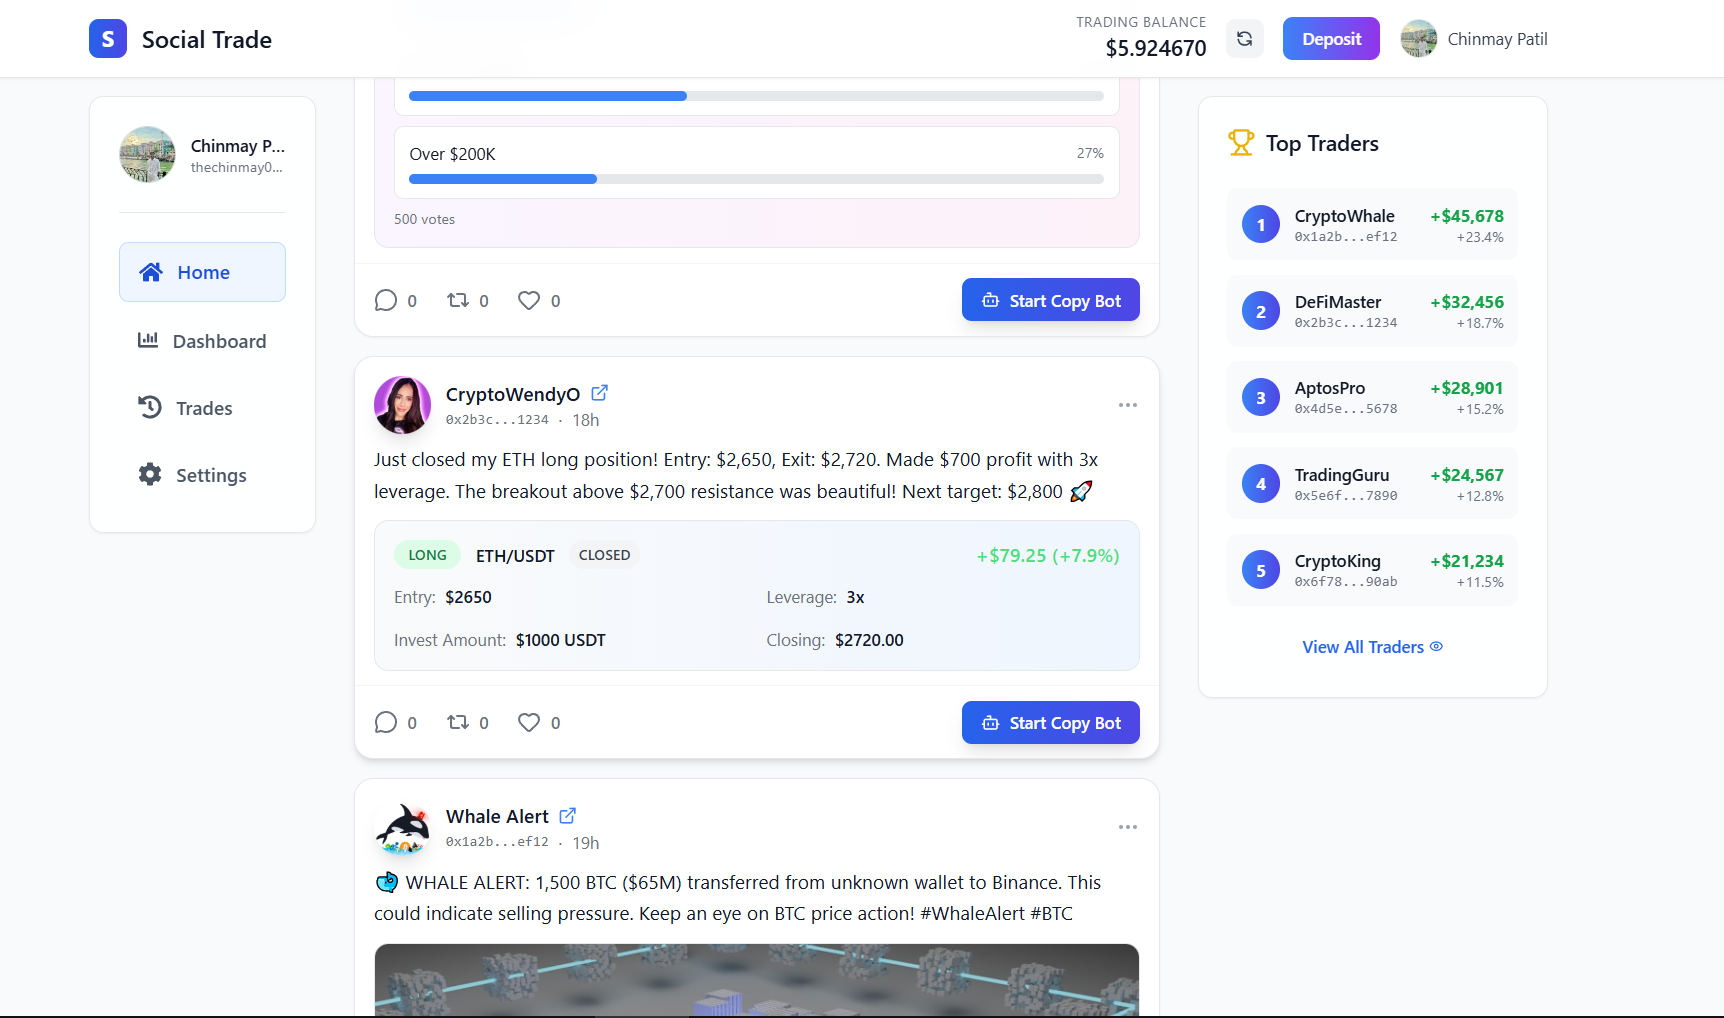 S Social Trade
TRADING BALANCE
$5.924670
Deposit
Chinmay Patil
Chinmay P...
thechinmay0...
Home
Dashboard
Trades
Settings
Over $200K
27%
500 votes
0 0 0
Start Copy Bot
CryptoWendyO
0x2b3c...1234 · 18h
Just closed my ETH long position! Entry: $2,650, Exit: $2,720. Made $700 profit with 3x
leverage. The breakout above $2,700 resistance was beautiful! Next target: $2,800 🚀
LONG ETH/USDT CLOSED +$79.25 (+7.9%)
Entry: $2650 Leverage: 3x
Invest Amount: $1000 USDT Closing: $2720.00
0 0 0
Start Copy Bot
Whale Alert
0x1a2b...ef12 · 19h
WHALE ALERT: 1,500 BTC ($65M) transferred from unknown wallet to Binance. This
could indicate selling pressure. Keep an eye on BTC price action! #WhaleAlert #BTC
Top Traders
1 CryptoWhale +$45,678
0x1a2b...ef12 +23.4%
2 DeFiMaster +$32,456
0x2b3c...1234 +18.7%
3 AptosPro +$28,901
0x4d5e...5678 +15.2%
4 TradingGuru +$24,567
0x5e6f...7890 +12.8%
5 CryptoKing +$21,234
0x6f78...90ab +11.5%
View All Traders